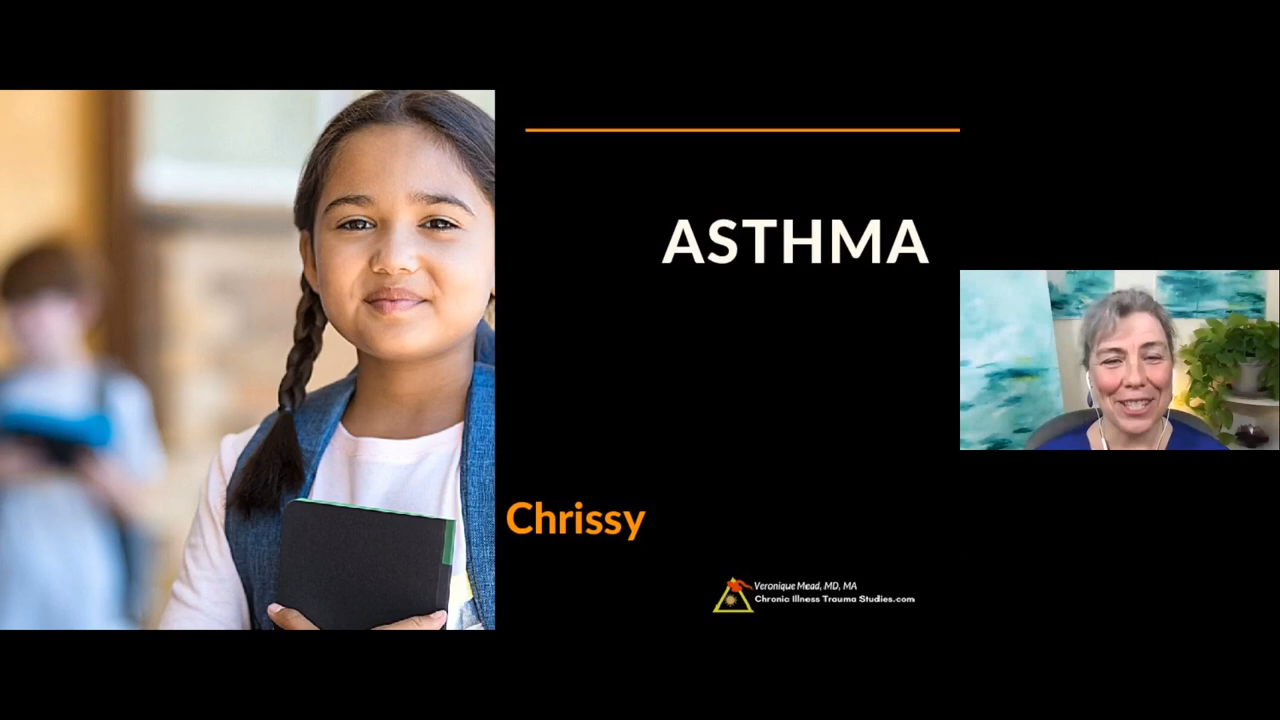 ASTHMA
Chrissy
Veronique Mead, MD, MA
Chronic Illness Trauma Studies.com